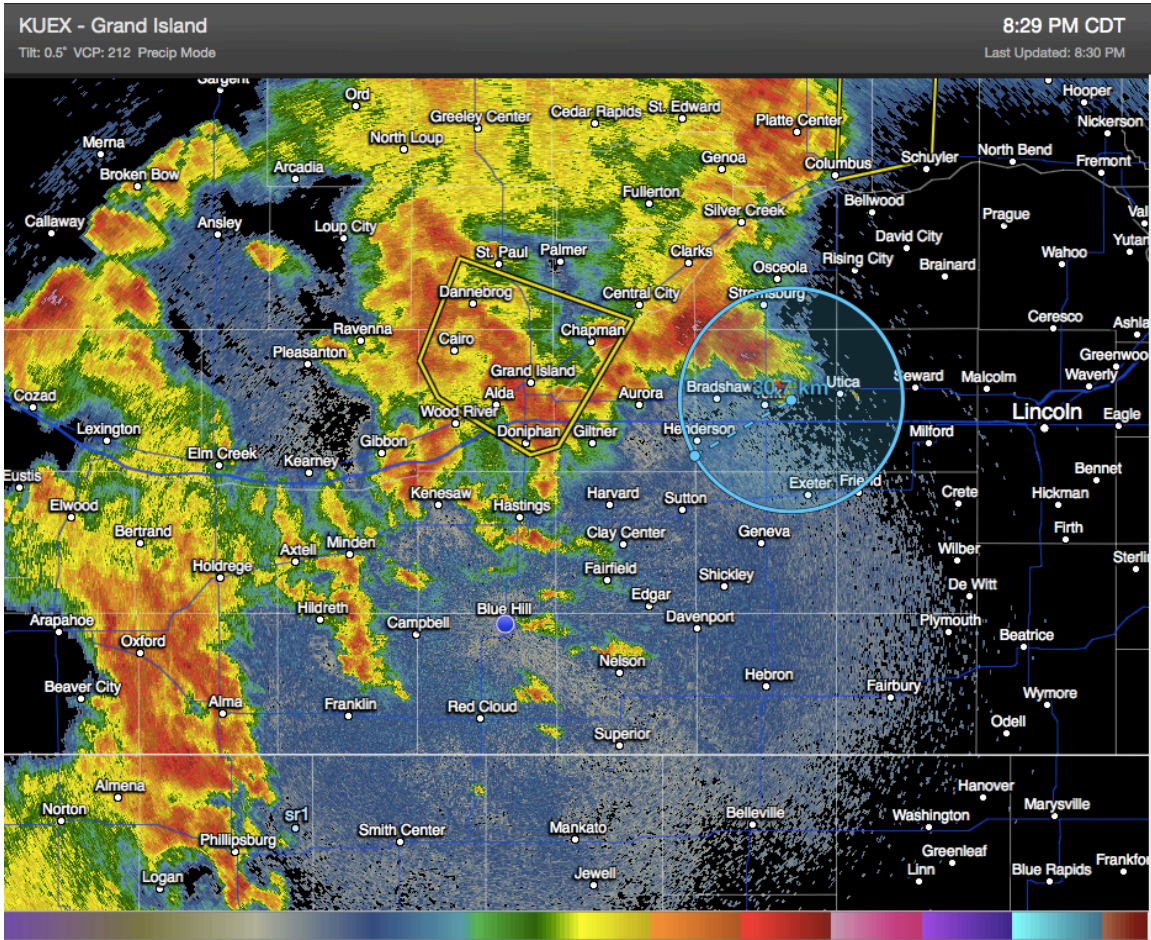 KUEX - Grand Island
8:29 PM CDT
Tilt: 0.5° VCP: 212 Precip Mode
Last Updated: 8:30 PM
Sargent
Hooper
Ord
Greeley Center
Cedar Rapids
St. Edward
Platte Center
Nickerson
North Loup
Merna
Broken Bow
Arcadia
Genoa
Columbus
Schuyler
North Bend
Fremont
Fullerton
Callaway
Ansley
Loup City
Silver Creek
Bellwood
Prague
Val
Yutan
St. Paul
Palmer
Clarks
Osceola
Rising City
David City
Brainard
Wahoo
Dannebrog
Central City
Stromsburg
Ravenna
Cairo
Chapman
Ceresco
Ashla
Pleasanton
Grand Island
Greenwoo
Waverly
Cozad
Alda
Aurora
Bradshaw
30.7 km
Utica
Seward
Malcolm
Lexington
Wood River
Lincoln
Eagle
Gibbon
Doniphan
Giltner
Henderson
Milford
Elm Creek
Kearney
Eustis
Exeter
Friend
Bennet
Elwood
Kenesaw
Hastings
Harvard
Sutton
Crete
Hickman
Bertrand
Axtell
Minden
Clay Center
Geneva
Firth
Holdrege
Fairfield
Shickley
Wilber
Sterlin
De Witt
Arapahoe
Hildreth
Campbell
Blue Hill
Edgar
Davenport
Plymouth
Oxford
Beatrice
Nelson
Beaver City
Hebron
Fairbury
Wymore
Alma
Franklin
Red Cloud
Superior
Odell
Almena
Hanover
Norton
sr1
Phillipsburg
Smith Center
Mankato
Belleville
Washington
Marysville
Logan
Jewell
Greenleaf
Linn
Blue Rapids
Frankfor